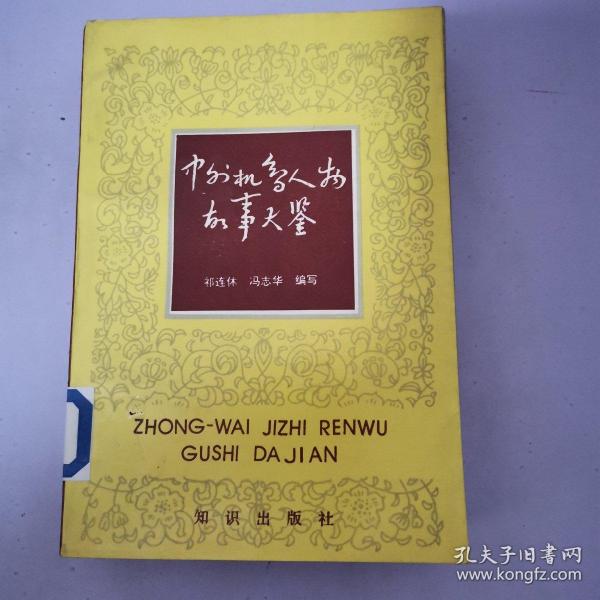 中外机智人物
故事大鉴
祁连休 冯志华 编写
ZHONG-WAI JIZHI RENWU
GUSHI DAJIAN
知识出版社
孔夫子旧书网
www.kongfz.com